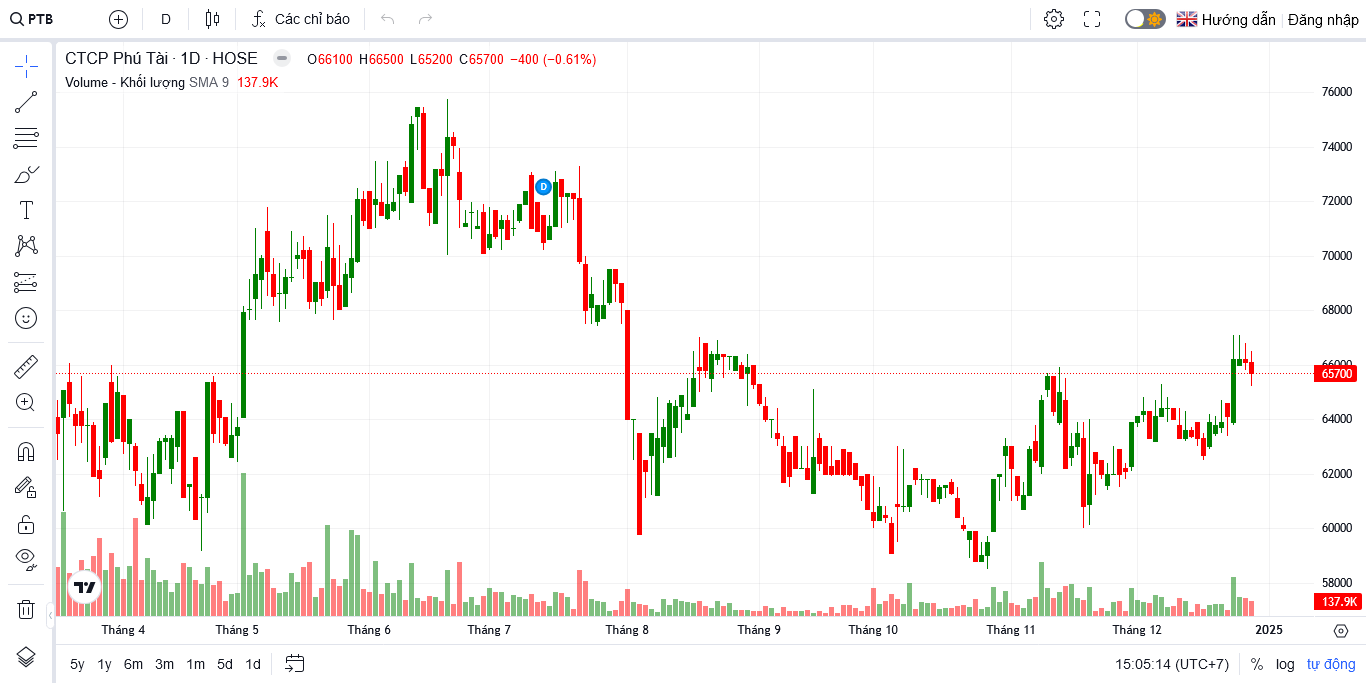 PTB D Các chỉ báo Hướng dẫn Đăng nhập
CTCP Phú Tài · 1D · HOSE O66100 H66500 L65200 C65700 −400 (−0.61%)
Volume - Khối lượng SMA 9 137.9K
76000
74000
72000
D
70000
68000
66000
65700
64000
62000
60000
58000
137.9K
Tháng 4 Tháng 5 Tháng 6 Tháng 7 Tháng 8 Tháng 9 Tháng 10 Tháng 11 Tháng 12 2025
5y 1y 6m 3m 1m 5d 1d 15:05:14 (UTC+7) % log tự động